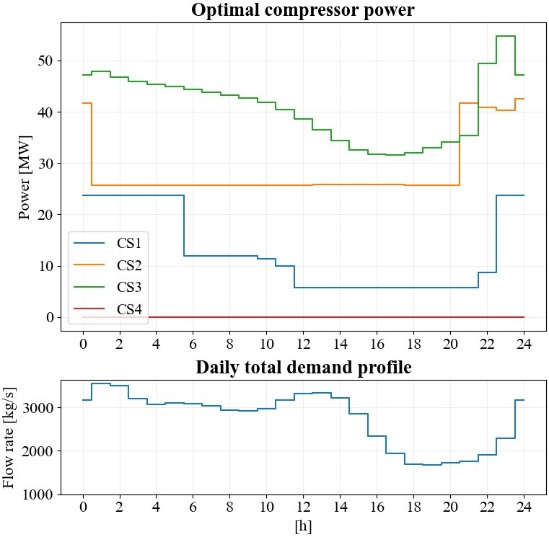 Optimal compressor power
Power [MW]
50
40
30
20
10
0
CS1
CS2
CS3
CS4
0 2 4 6 8 10 12 14 16 18 20 22 24
Daily total demand profile
Flow rate [kg/s]
3000
2000
1000
0 2 4 6 8 10 12 14 16 18 20 22 24
[h]